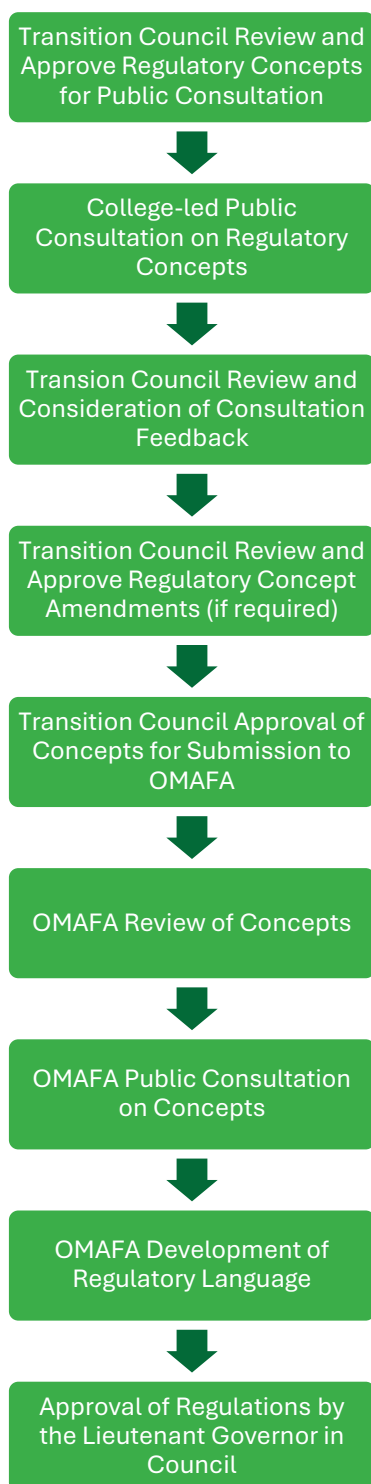 Transition Council Review and
Approve Regulatory Concepts
for Public Consultation
College-led Public
Consultation on Regulatory
Concepts
Transion Council Review and
Consideration of Consultation
Feedback
Transition Council Review and
Approve Regulatory Concept
Amendments (if required)
Transition Council Approval of
Concepts for Submission to
OMAFA
OMAFA Review of Concepts
OMAFA Public Consultation
on Concepts
OMAFA Development of
Regulatory Language
Approval of Regulations by
the Lieutenant Governor in
Council